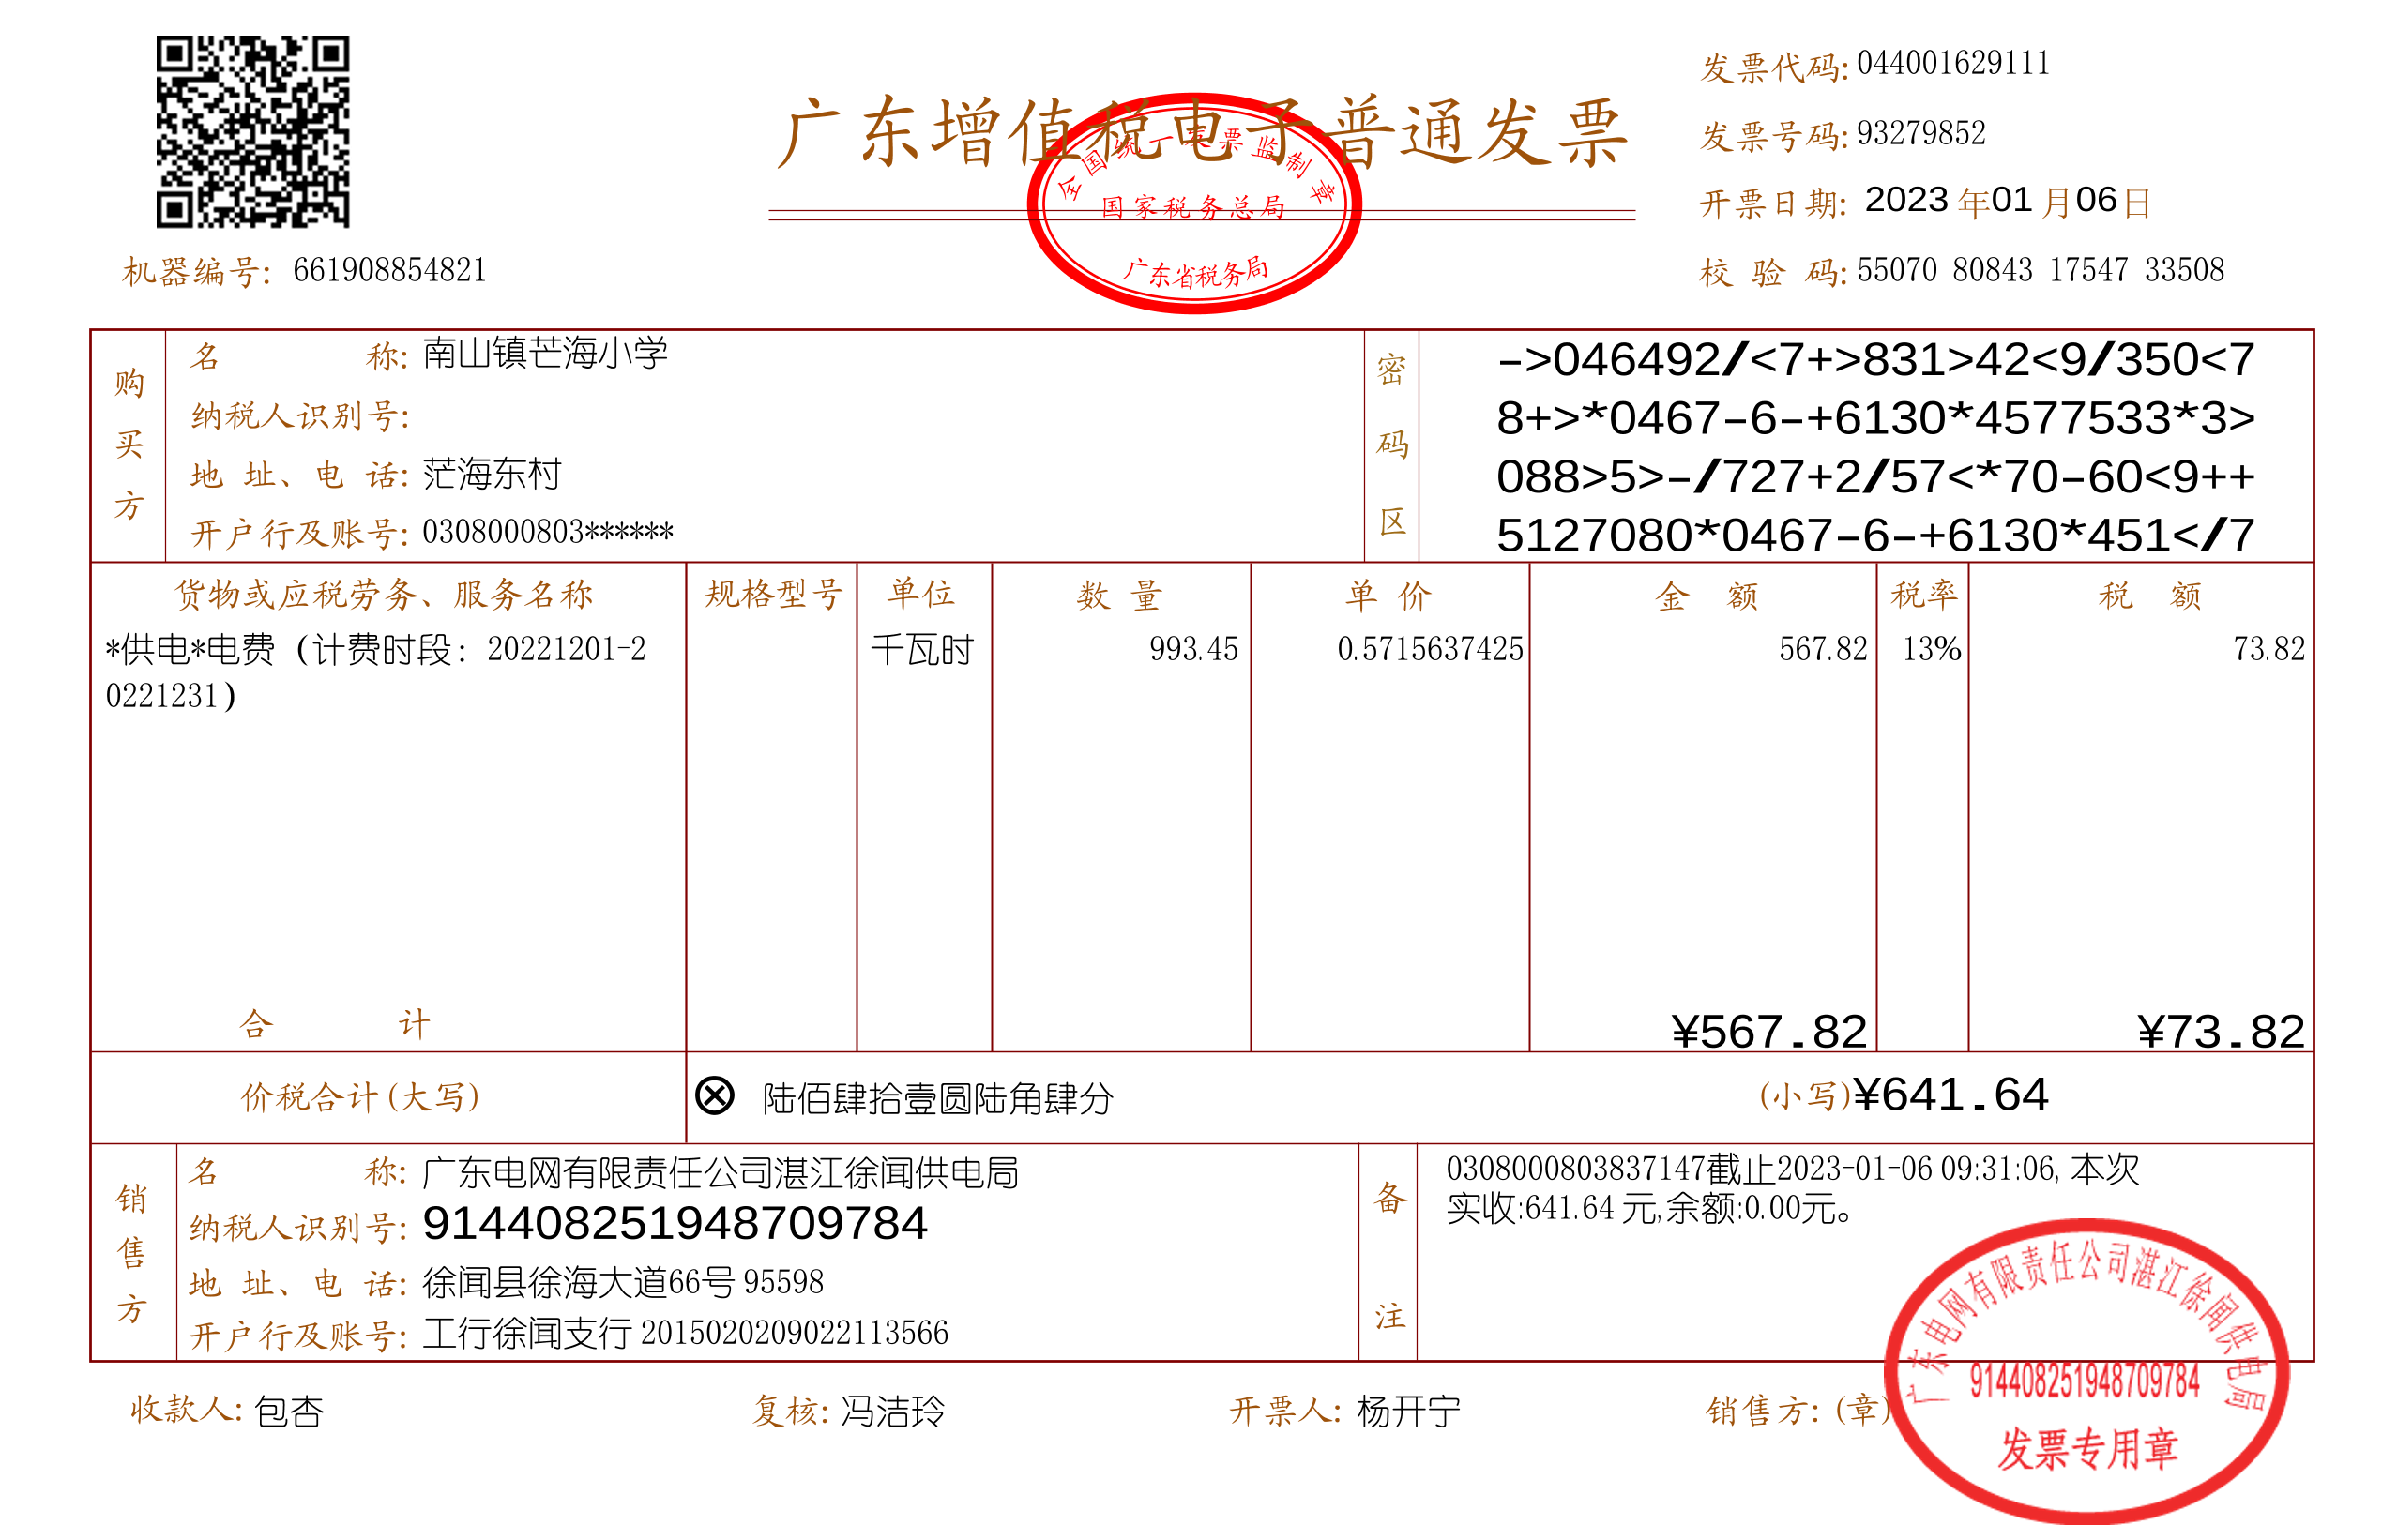 广东增值税电子普通发票
全国统一发票监制章
国家税务总局
广东省税务局
发票代码: 044001629111
发票号码: 93279852
开票日期: 2023 年01 月06日
机器编号: 661908854821
校 验 码: 55070 80843 17547 33508
购买方
名 称: 南山镇芒海小学
纳税人识别号:
地 址、电 话: 茫海东村
开户行及账号: 0308000803******
密码区
->046492/<7+>831>42<9/350<7
8+>*0467-6-+6130*4577533*3>
088>5>-/727+2/57<*70-60<9++
5127080*0467-6-+6130*451</7
货物或应税劳务、服务名称 规格型号 单位 数 量 单 价 金 额 税率 税 额
*供电*电费 (计费时段: 20221201-2 千瓦时 993.45 0.5715637425 567.82 13% 73.82
0221231)
合 计 ¥567.82 ¥73.82
价税合计(大写) ⊗ 陆佰肆拾壹圆陆角肆分 (小写)¥641.64
销售方
名 称: 广东电网有限责任公司湛江徐闻供电局
纳税人识别号: 914408251948709784
地 址、电 话: 徐闻县徐海大道66号 95598
开户行及账号: 工行徐闻支行 2015020209022113566
备注
0308000803837147截止2023-01-06 09:31:06, 本次
实收:641.64 元,余额:0.00元。
收款人: 包杏 复核: 冯洁玲 开票人: 杨开宁 销售方: (章)
广东电网有限责任公司湛江徐闻供电局
914408251948709784
发票专用章